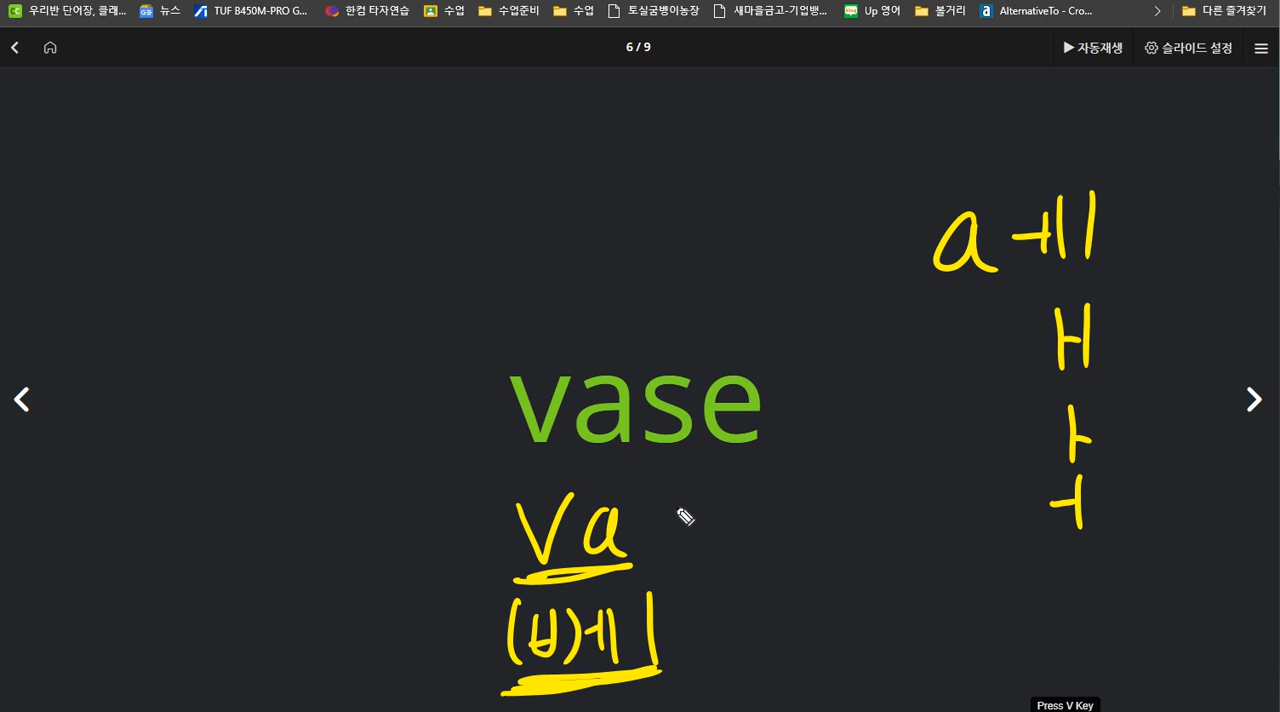 우리반 단어장, 클래... 뉴스 TUF B450M-PRO G... 한컴 타자연습 수업 수업준비 수업 토실굼벵이농장 새마을금고-기업뱅... Up 영어 볼거리 AlternativeTo - Cro... 다른 즐겨찾기
6 / 9 자동재생 슬라이드 설정
a ㅔㅣ
ㅐ
ㅏ
ㅓ
vase
Va
(ㅂ)ㅔㅣ
Press V Key